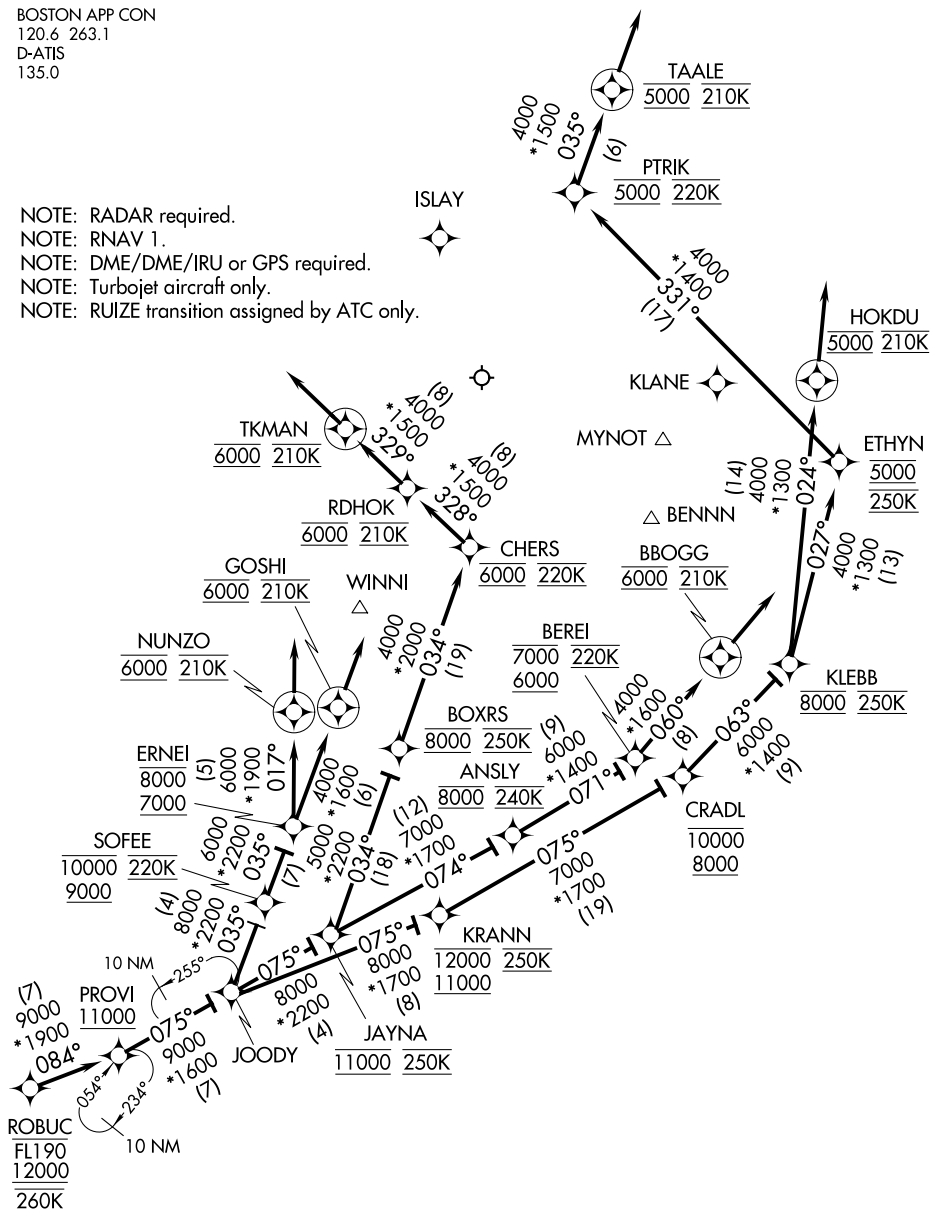 BOSTON APP CON
120.6 263.1
D-ATIS
135.0
TAALE
5000 210K
4000
*1500
035°
(6)
PTRIK
5000 220K
ISLAY
NOTE: RADAR required.
NOTE: RNAV 1.
NOTE: DME/DME/IRU or GPS required.
NOTE: Turbojet aircraft only.
NOTE: RUIZE transition assigned by ATC only.
4000
*1400
331°
(17)
HOKDU
5000 210K
KLANE
MYNOT
ETHYN
5000
250K
(14)
4000
*1300
024°
027°
4000
*1300
(13)
TKMAN
6000 210K
(8)
4000
*1500
329°
(8)
4000
*1500
328°
RDHOK
6000 210K
BENNN
CHERS
6000 220K
BBOGG
6000 210K
GOSHI
6000 210K
WINNI
NUNZO
6000 210K
4000
*2000
034°
(19)
BEREI
7000 220K
6000
4000
*1600
060°
(8)
KLEBB
8000 250K
063°
6000
*1400
(9)
BOXRS
8000 250K
(9)
6000
*1400
071°
ANSLY
8000 240K
CRADL
10000
8000
ERNEI
8000
7000
(5)
6000
*1900
017°
4000
*1600
(6)
SOFEE
10000 220K
9000
6000
*2200
035°
(7)
5000
*2200
034°
(18)
(12)
7000
*1700
074°
075°
7000
*1700
(19)
(4)
8000
*2200
035°
KRANN
12000 250K
11000
075°
8000
*1700
(8)
075°
8000
*2200
(4)
JAYNA
11000 250K
JOODY
10 NM
255°
PROVI
11000
075°
9000
*1600
(7)
(7)
9000
*1900
084°
054°
234°
10 NM
ROBUC
FL190
12000
260K